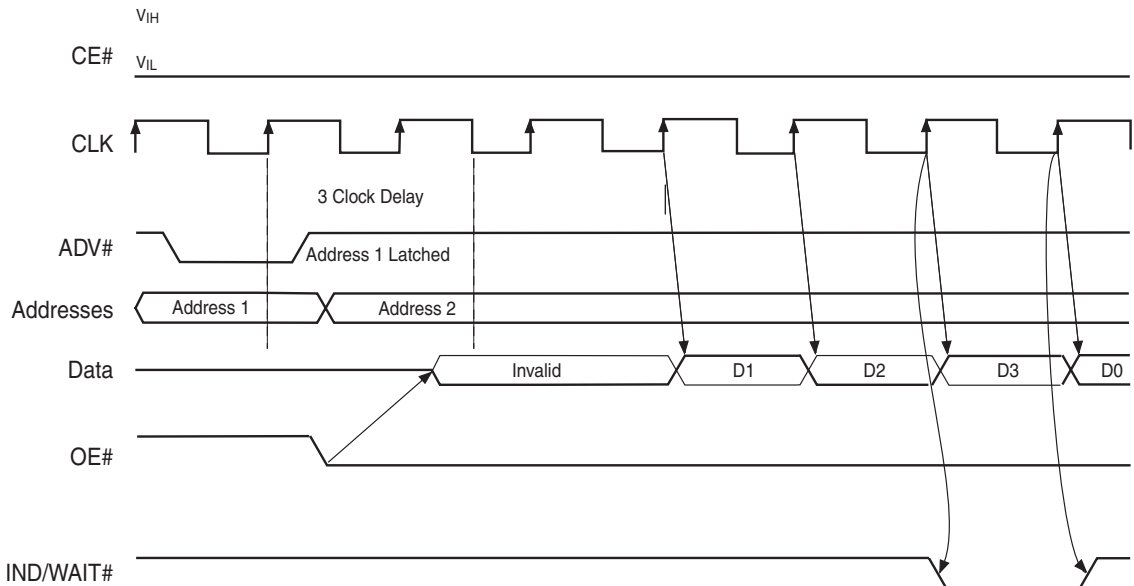 VIH
CE#
VIL
CLK
3 Clock Delay
ADV#
Address 1 Latched
Addresses
Address 1
Address 2
Data
Invalid
D1
D2
D3
D0
OE#
IND/WAIT#